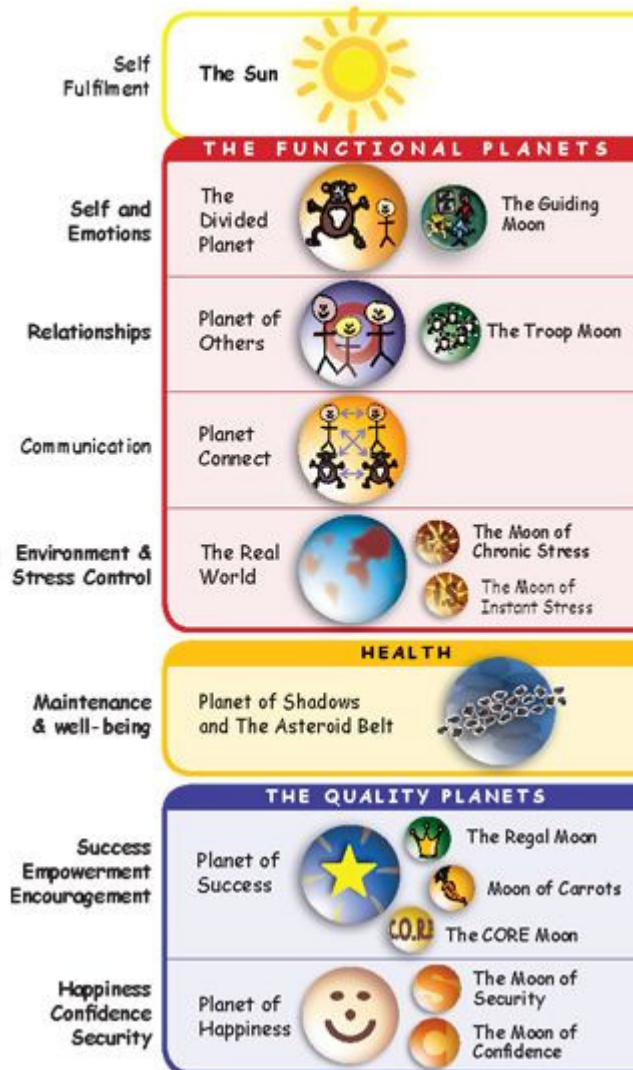 Self
Fulfilment
The Sun
THE FUNCTIONAL PLANETS
Self and
Emotions
The
Divided
Planet
The Guiding
Moon
Relationships
Planet of
Others
The Troop Moon
Communication
Planet
Connect
Environment &
Stress Control
The Real
World
The Moon of
Chronic Stress
The Moon of
Instant Stress
HEALTH
Maintenance
& well-being
Planet of Shadows
and The Asteroid Belt
THE QUALITY PLANETS
Success
Empowerment
Encouragement
Planet of
Success
The Regal Moon
Moon of Carrots
C.O.R.E
The CORE Moon
Happiness
Confidence
Security
Planet of
Happiness
S
The Moon of
Security
C
The Moon of
Confidence